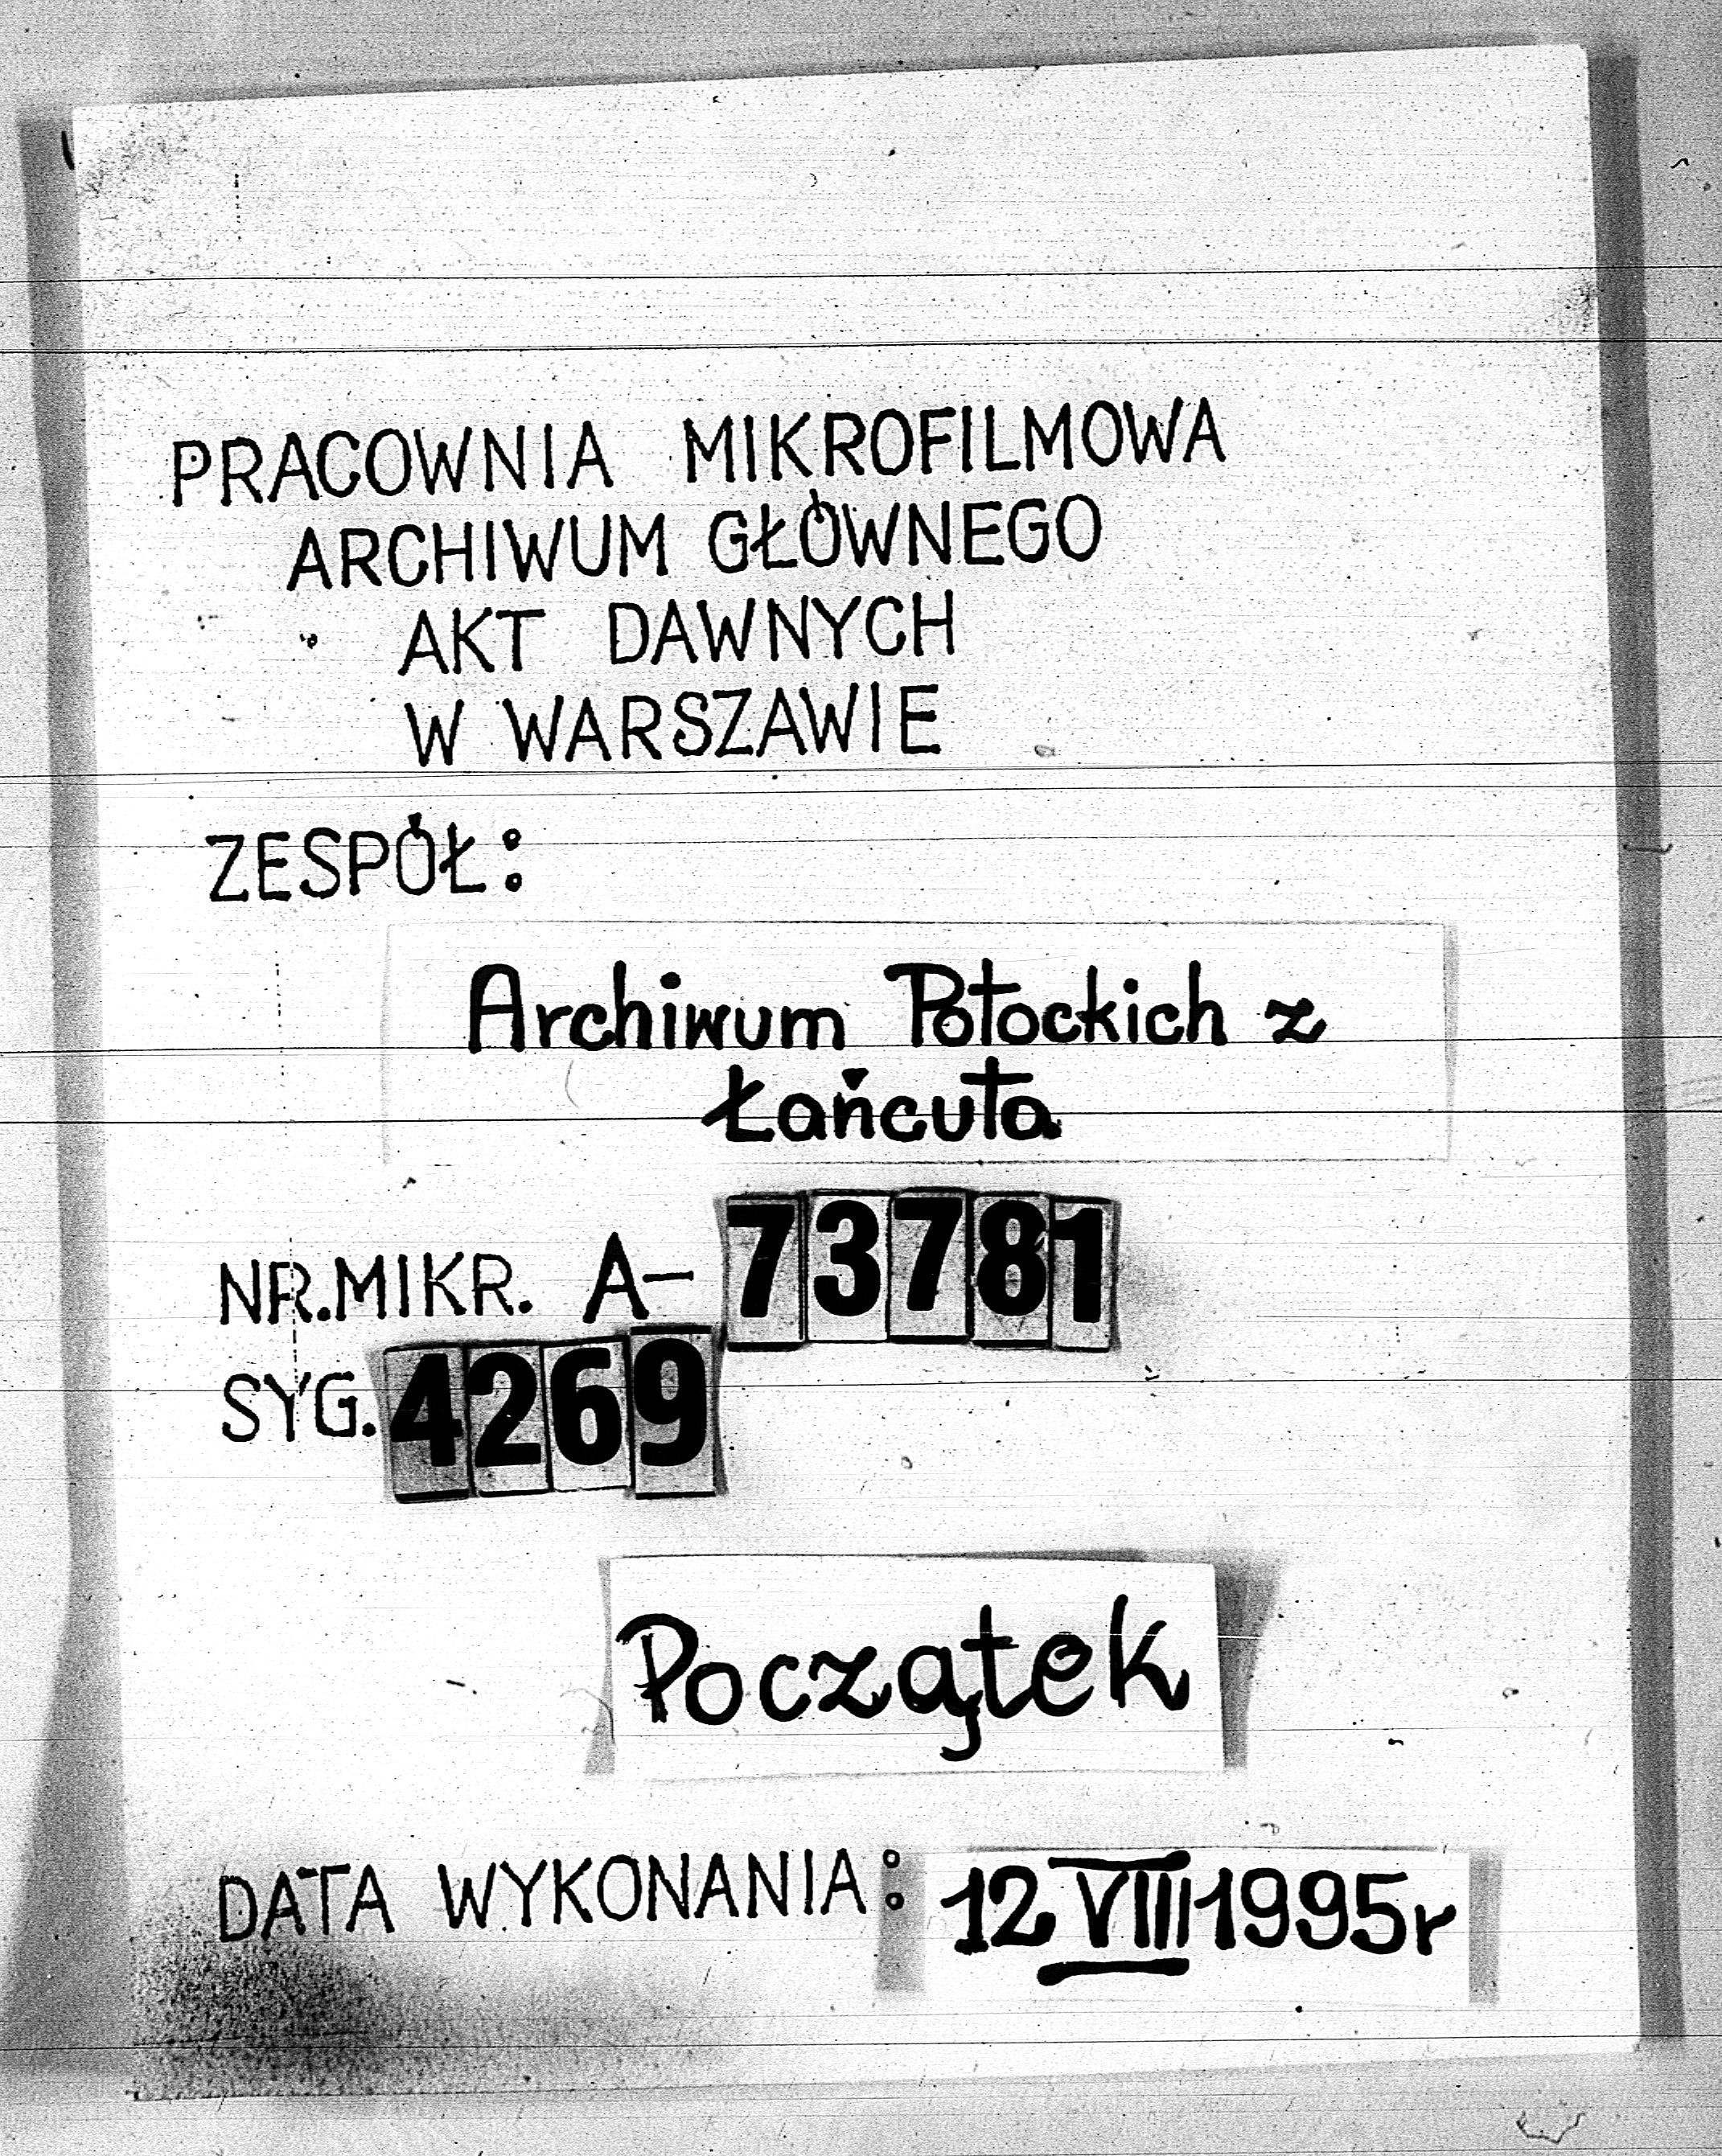 PRACOWNIA MIKROFILMOWA
ARCHIWUM GŁÓWNEGO
AKT DAWNYCH
W WARSZAWIE
ZESPÓŁ:
Archiwum Potockich z
Łańcuta
NR.MIKR. A- 73781
SYG. 4269
Początek
DATA WYKONANIA: 12 VIII 1995r